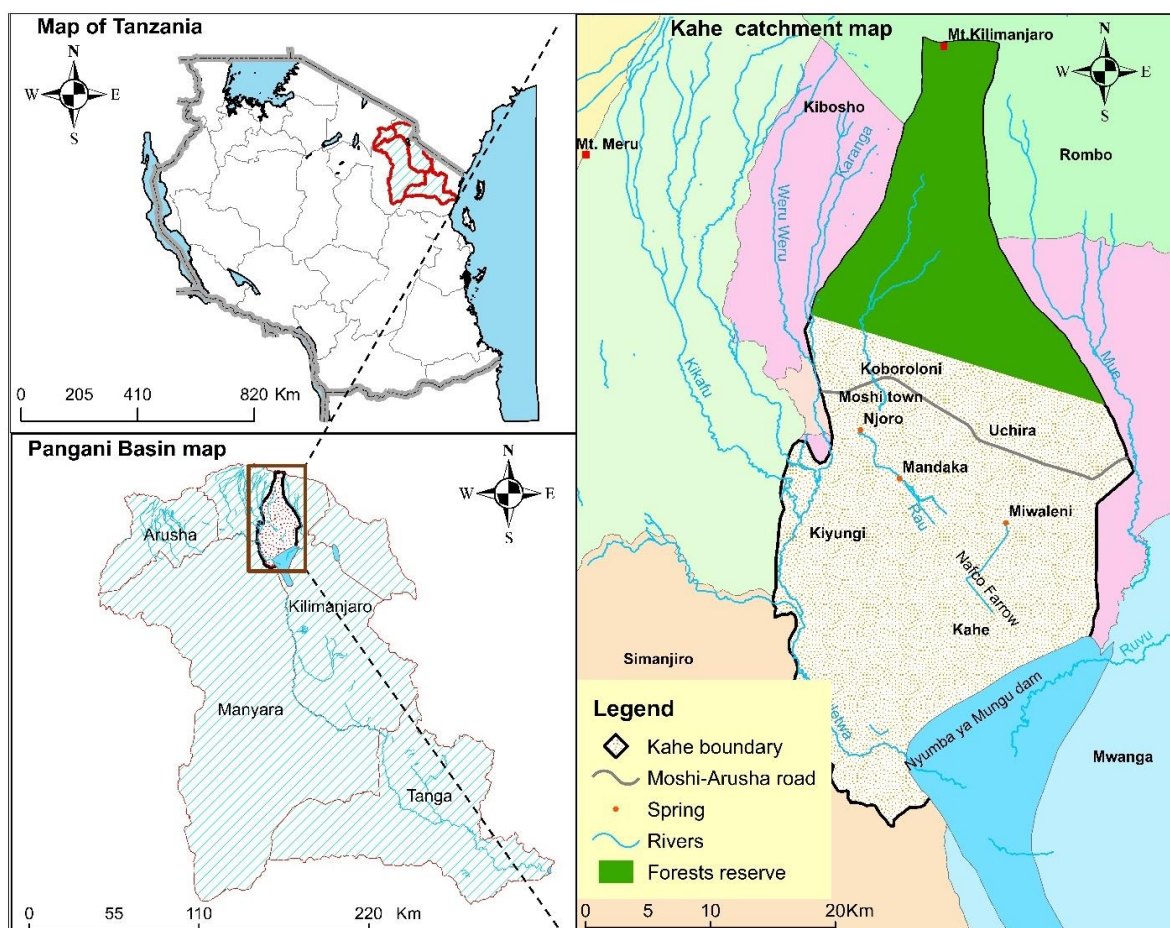 Map of Tanzania
N
W E
S
0 205 410 820 Km
Pangani Basin map
N
W E
S
Arusha
Kilimanjaro
Manyara
Tanga
0 55 110 220 Km
Kahe catchment map
Mt.Kilimanjaro
N
W E
S
Kibosho
Karanga
Mt. Meru
Rombo
Weru Weru
Kikafu
Mue
Koboroloni
Moshi town
Njoro
Uchira
Mandaka
Rau
Miwaleni
Kiyungi
Nafco Farrow
Kahe
Ruvu
Simanjiro
Nyumba ya Mungu dam
Mwanga
Legend
Kahe boundary
Moshi-Arusha road
Spring
Rivers
Forests reserve
0 5 10 20Km